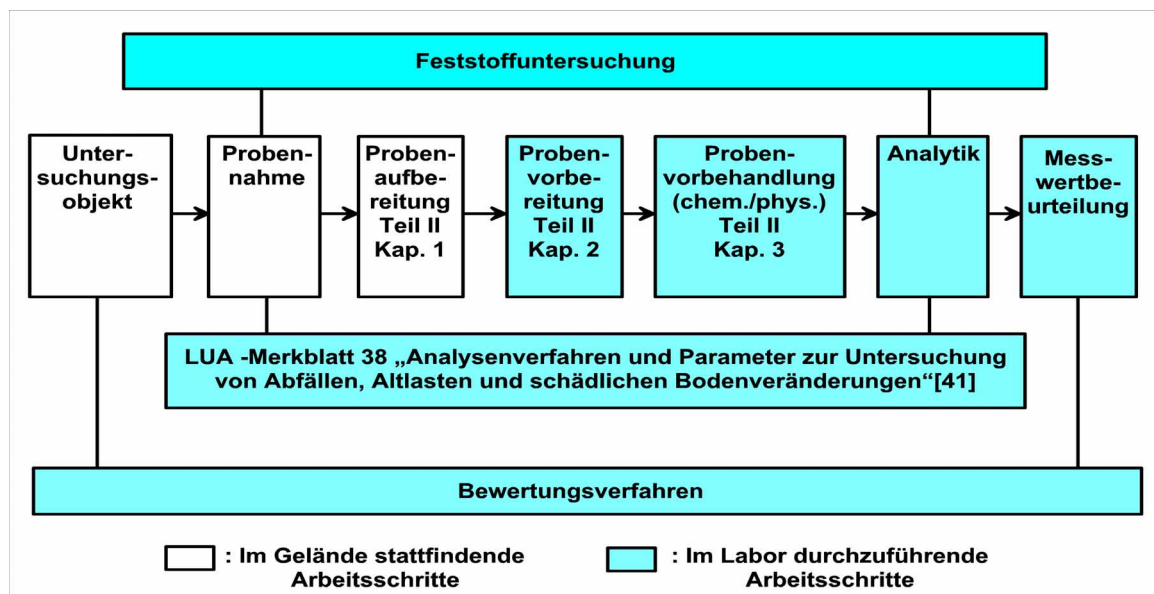 Feststoffuntersuchung
Unter-
suchungs-
objekt
Proben-
nahme
Proben-
aufbe-
reitung
Teil II
Kap. 1
Proben-
vorbe-
reitung
Teil II
Kap. 2
Proben-
vorbehandlung
(chem./phys.)
Teil II
Kap. 3
Analytik
Mess-
wertbe-
urteilung
LUA -Merkblatt 38 „Analysenverfahren und Parameter zur Untersuchung
von Abfällen, Altlasten und schädlichen Bodenveränderungen“[41]
Bewertungsverfahren
: Im Gelände stattfindende
Arbeitsschritte
: Im Labor durchzuführende
Arbeitsschritte